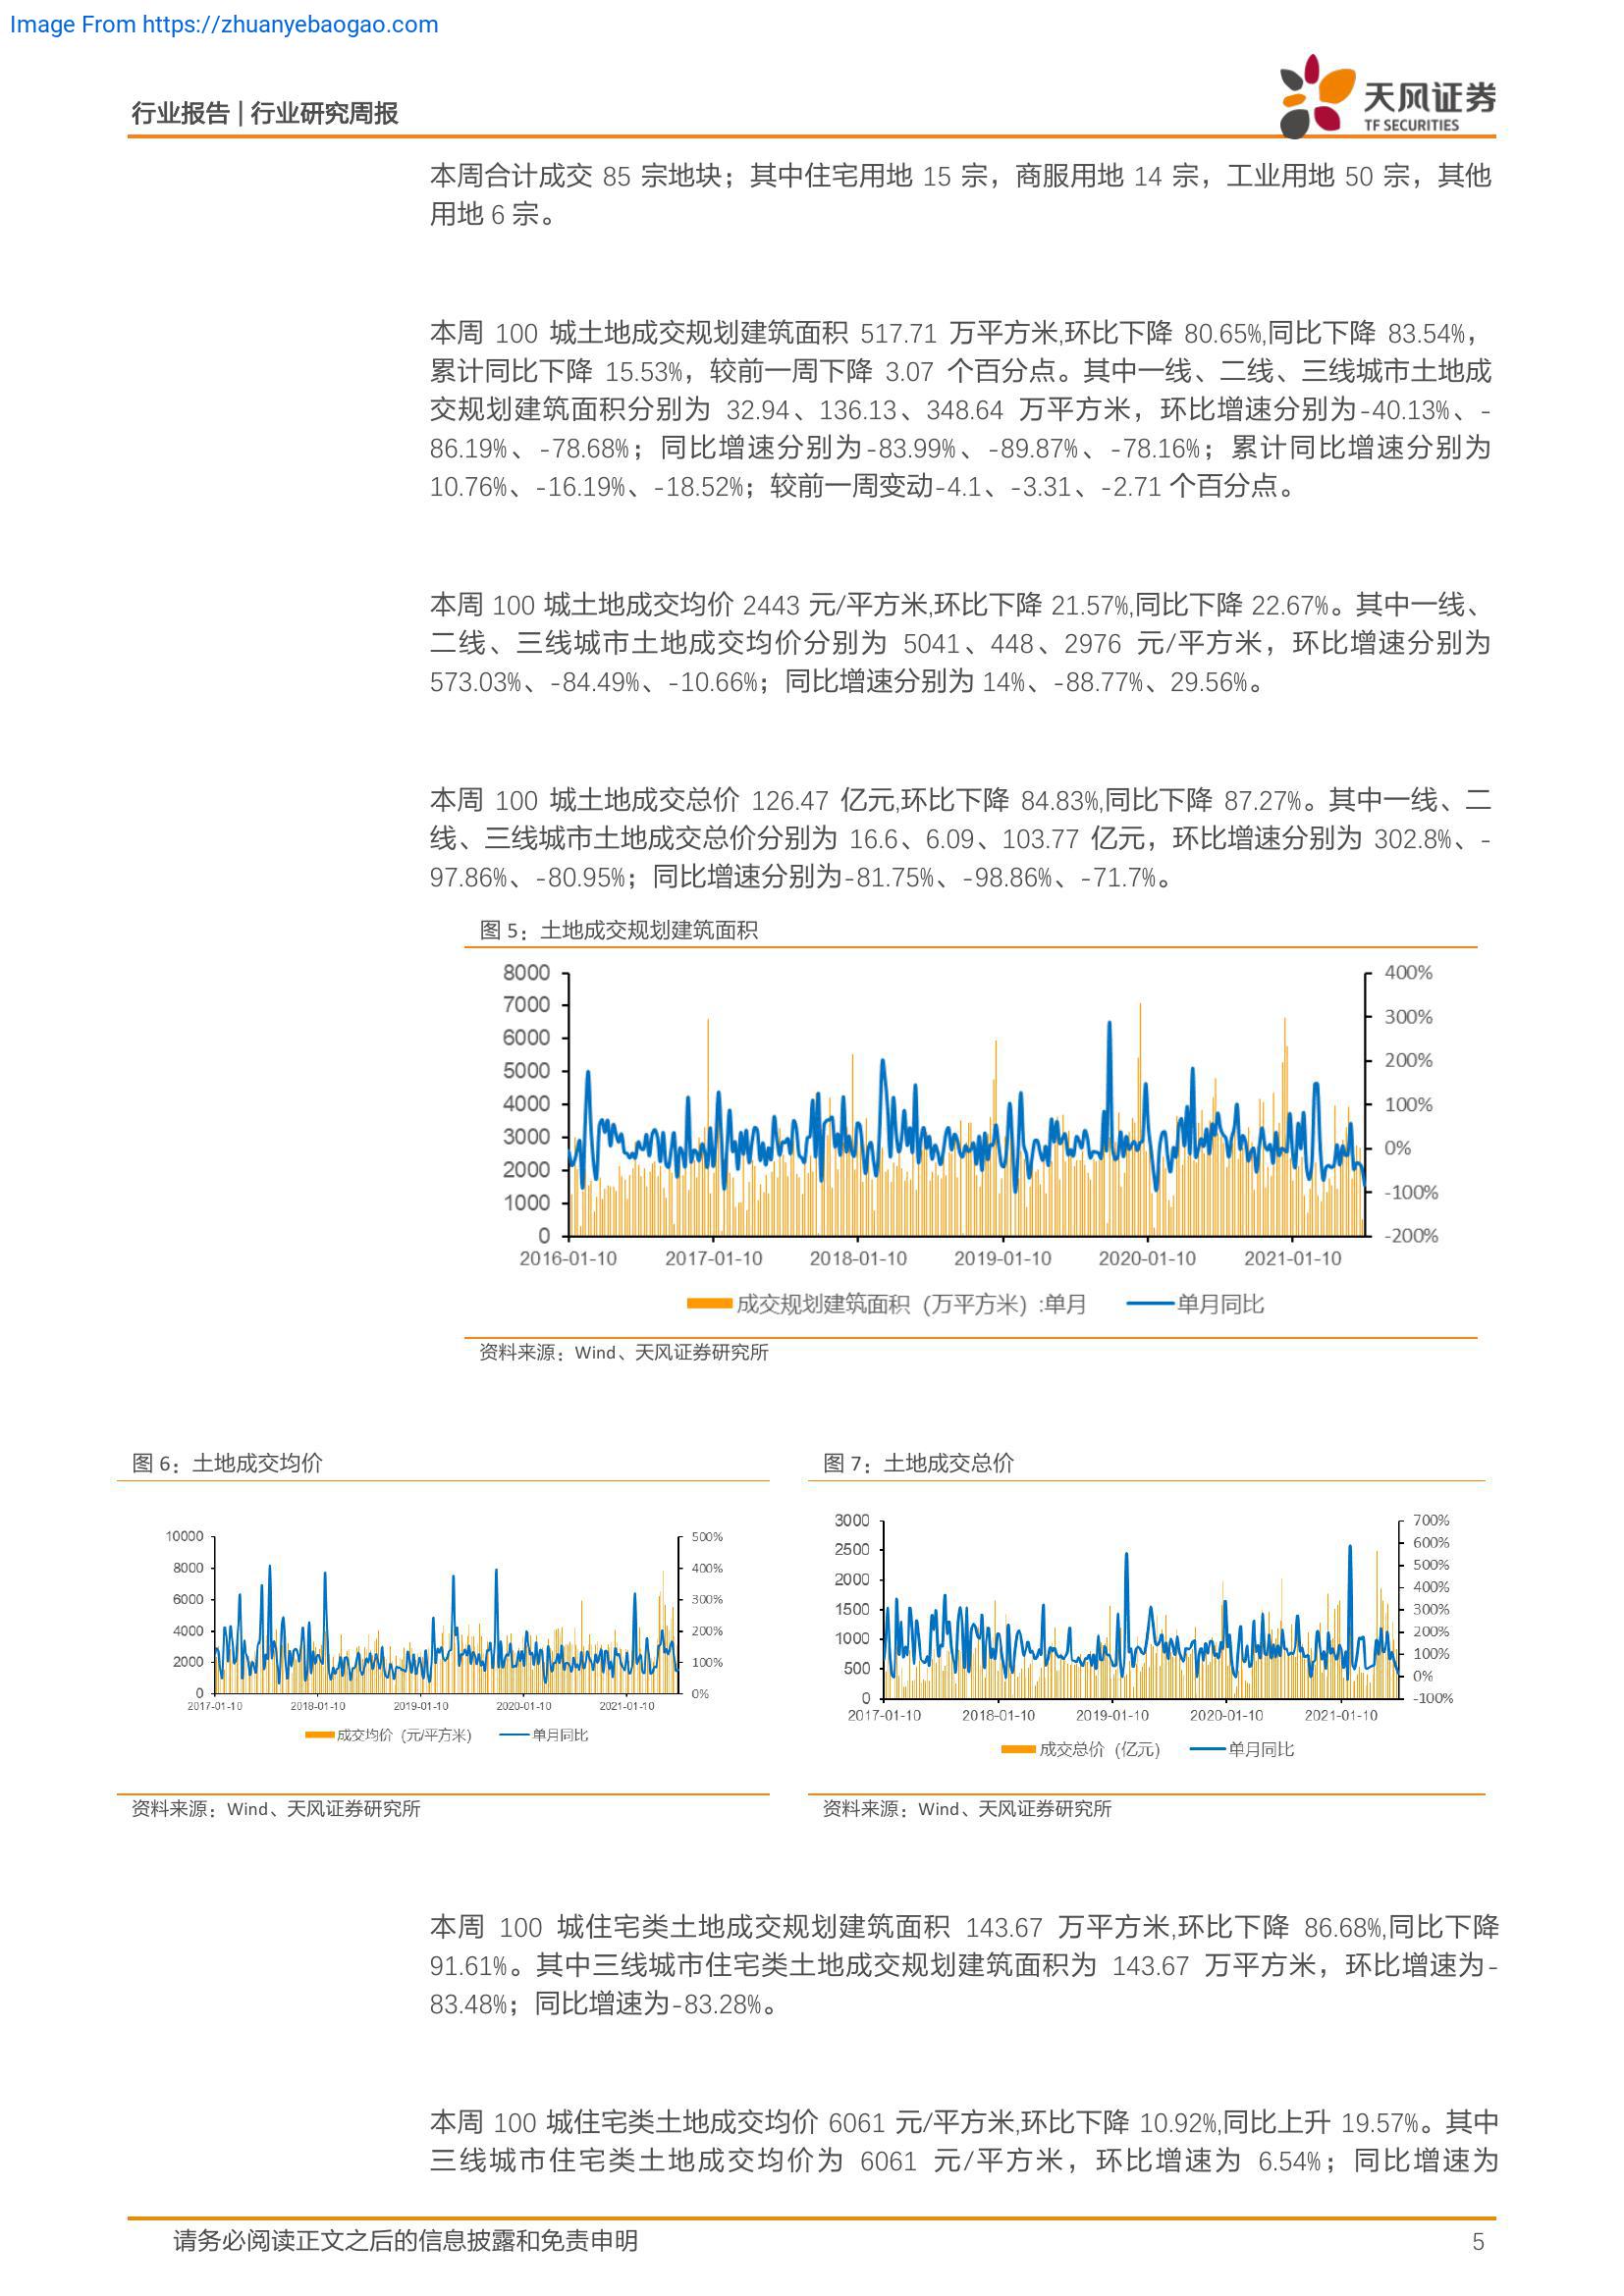 Image From https://zhuanyebaogao.com
行业报告 | 行业研究周报
天风证券
TF SECURITIES
本周合计成交 85 宗地块；其中住宅用地 15 宗，商服用地 14 宗，工业用地 50 宗，其他
用地 6 宗。
本周 100 城土地成交规划建筑面积 517.71 万平方米,环比下降 80.65%,同比下降 83.54%，
累计同比下降 15.53%，较前一周下降 3.07 个百分点。其中一线、二线、三线城市土地成
交规划建筑面积分别为 32.94、136.13、348.64 万平方米，环比增速分别为-40.13%、-
86.19%、-78.68%；同比增速分别为-83.99%、-89.87%、-78.16%；累计同比增速分别为
10.76%、-16.19%、-18.52%；较前一周变动-4.1、-3.31、-2.71 个百分点。
本周 100 城土地成交均价 2443 元/平方米,环比下降 21.57%,同比下降 22.67%。其中一线、
二线、三线城市土地成交均价分别为 5041、448、2976 元/平方米，环比增速分别为
573.03%、-84.49%、-10.66%；同比增速分别为 14%、-88.77%、29.56%。
本周 100 城土地成交总价 126.47 亿元,环比下降 84.83%,同比下降 87.27%。其中一线、二
线、三线城市土地成交总价分别为 16.6、6.09、103.77 亿元，环比增速分别为 302.8%、-
97.86%、-80.95%；同比增速分别为-81.75%、-98.86%、-71.7%。
图 5：土地成交规划建筑面积
8000 400%
7000
6000 300%
5000 200%
4000 100%
3000 0%
2000
1000 -100%
0 -200%
2016-01-10 2017-01-10 2018-01-10 2019-01-10 2020-01-10 2021-01-10
成交规划建筑面积（万平方米）:单月 单月同比
资料来源：Wind、天风证券研究所
图 6：土地成交均价
10000 500%
8000 400%
6000 300%
4000 200%
2000 100%
0 0%
2017-01-10 2018-01-10 2019-01-10 2020-01-10 2021-01-10
成交均价（元/平方米） 单月同比
资料来源：Wind、天风证券研究所
图 7：土地成交总价
3000 700%
2500 600%
2000 500%
1500 400%
1000 300%
500 200%
0 100%
0%
-100%
2017-01-10 2018-01-10 2019-01-10 2020-01-10 2021-01-10
成交总价（亿元） 单月同比
资料来源：Wind、天风证券研究所
本周 100 城住宅类土地成交规划建筑面积 143.67 万平方米,环比下降 86.68%,同比下降
91.61%。其中三线城市住宅类土地成交规划建筑面积为 143.67 万平方米，环比增速为-
83.48%；同比增速为-83.28%。
本周 100 城住宅类土地成交均价 6061 元/平方米,环比下降 10.92%,同比上升 19.57%。其中
三线城市住宅类土地成交均价为 6061 元/平方米，环比增速为 6.54%；同比增速为
请务必阅读正文之后的信息披露和免责申明 5